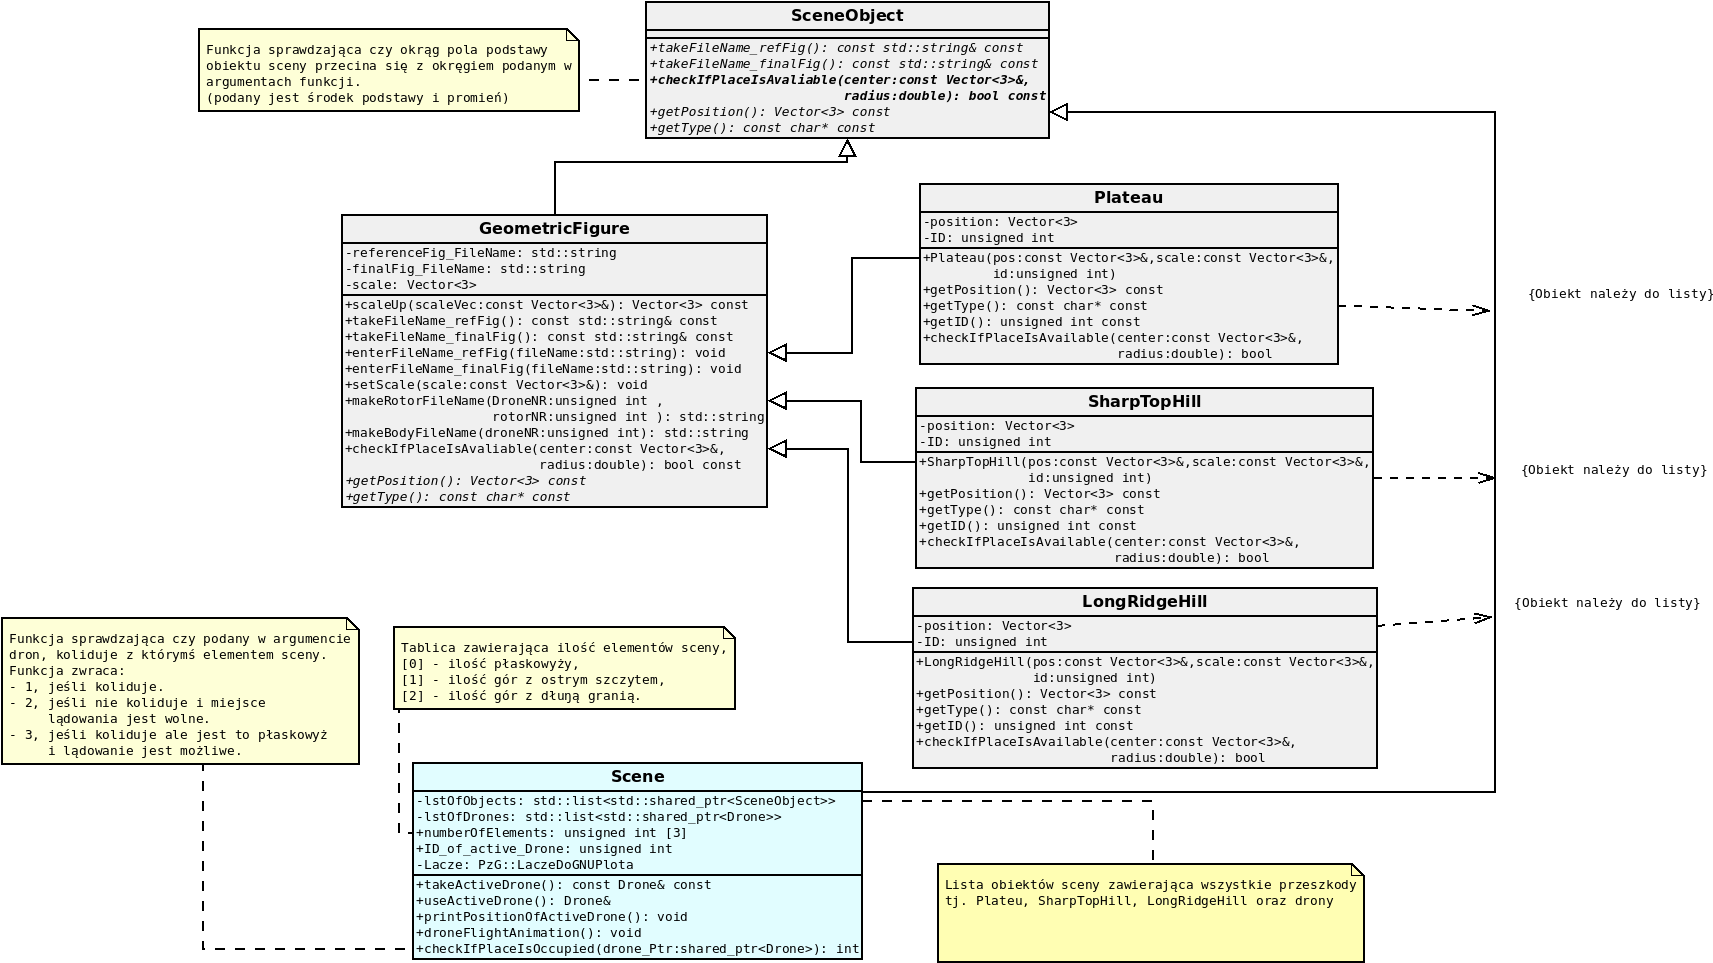 SceneObject
+takeFileName_refFig(): const std::string& const
+takeFileName_finalFig(): const std::string& const
+checkIfPlaceIsAvaliable(center:const Vector<3>&,
radius:double): bool const
+getPosition(): Vector<3> const
+getType(): const char* const
Funkcja sprawdzająca czy okrąg pola podstawy
obiektu sceny przecina się z okręgiem podanym w
argumentach funkcji.
(podany jest środek podstawy i promień)
GeometricFigure
-referenceFig_FileName: std::string
-finalFig_FileName: std::string
-scale: Vector<3>
+scaleUp(scaleVec:const Vector<3>&): Vector<3> const
+takeFileName_refFig(): const std::string& const
+takeFileName_finalFig(): const std::string& const
+enterFileName_refFig(fileName:std::string): void
+enterFileName_finalFig(fileName:std::string): void
+setScale(scale:const Vector<3>&): void
+makeRotorFileName(DroneNR:unsigned int ,
rotorNR:unsigned int ): std::string
+makeBodyFileName(droneNR:unsigned int): std::string
+checkIfPlaceIsAvaliable(center:const Vector<3>&,
radius:double): bool const
+getPosition(): Vector<3> const
+getType(): const char* const
Plateau
-position: Vector<3>
-ID: unsigned int
+Plateau(pos:const Vector<3>&,scale:const Vector<3>&,
id:unsigned int)
+getPosition(): Vector<3> const
+getType(): const char* const
+getID(): unsigned int const
+checkIfPlaceIsAvailable(center:const Vector<3>&,
radius:double): bool
{Obiekt należy do listy}
SharpTopHill
-position: Vector<3>
-ID: unsigned int
+SharpTopHill(pos:const Vector<3>&,scale:const Vector<3>&,
id:unsigned int)
+getPosition(): Vector<3> const
+getType(): const char* const
+getID(): unsigned int const
+checkIfPlaceIsAvailable(center:const Vector<3>&,
radius:double): bool
{Obiekt należy do listy}
LongRidgeHill
-position: Vector<3>
-ID: unsigned int
+LongRidgeHill(pos:const Vector<3>&,scale:const Vector<3>&,
id:unsigned int)
+getPosition(): Vector<3> const
+getType(): const char* const
+getID(): unsigned int const
+checkIfPlaceIsAvailable(center:const Vector<3>&,
radius:double): bool
{Obiekt należy do listy}
Funkcja sprawdzająca czy podany w argumencie
dron, koliduje z którymś elementem sceny.
Funkcja zwraca:
- 1, jeśli koliduje.
- 2, jeśli nie koliduje i miejsce
lądowania jest wolne.
- 3, jeśli koliduje ale jest to płaskowyż
i lądowanie jest możliwe.
Tablica zawierająca ilość elementów sceny,
[0] - ilość płaskowyży,
[1] - ilość gór z ostrym szczytem,
[2] - ilość gór z dłuŋą granią.
Scene
-lstOfObjects: std::list<std::shared_ptr<SceneObject>>
-lstOfDrones: std::list<std::shared_ptr<Drone>>
+numberOfElements: unsigned int [3]
+ID_of_active_Drone: unsigned int
-Lacze: PzG::LaczeDoGNUPlota
+takeActiveDrone(): const Drone& const
+useActiveDrone(): Drone&
+printPositionOfActiveDrone(): void
+droneFlightAnimation(): void
+checkIfPlaceIsOccupied(drone_Ptr:shared_ptr<Drone>): int
Lista obiektów sceny zawierająca wszystkie przeszkody
tj. Plateu, SharpTopHill, LongRidgeHill oraz drony